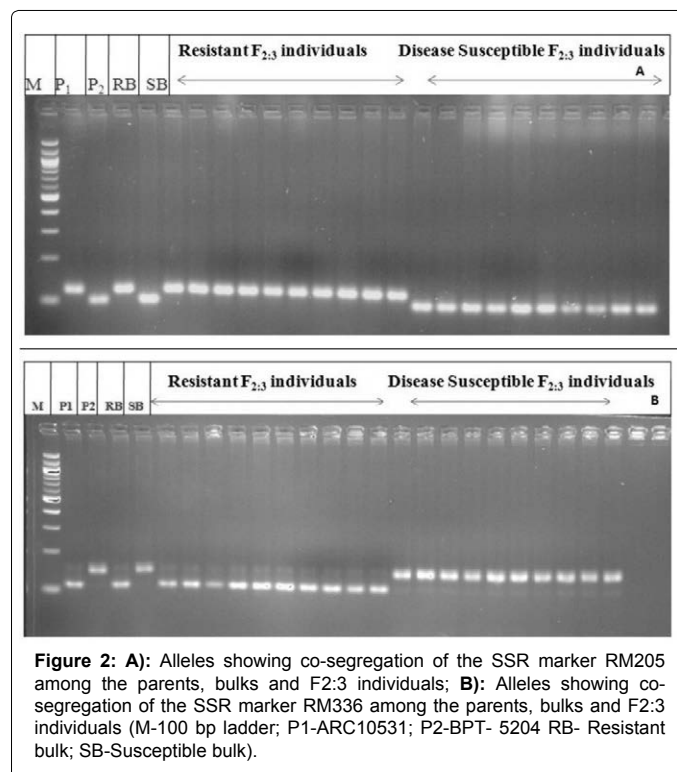 Resistant F2:3 individuals Disease Susceptible F2:3 individuals
A
M P1 P2 RB SB
Resistant F2:3 individuals Disease Susceptible F2:3 individuals
M P1 P2 RB SB B
Figure 2: A): Alleles showing co-segregation of the SSR marker RM205
among the parents, bulks and F2:3 individuals; B): Alleles showing co-
segregation of the SSR marker RM336 among the parents, bulks and F2:3
individuals (M-100 bp ladder; P1-ARC10531; P2-BPT- 5204 RB- Resistant
bulk; SB-Susceptible bulk).